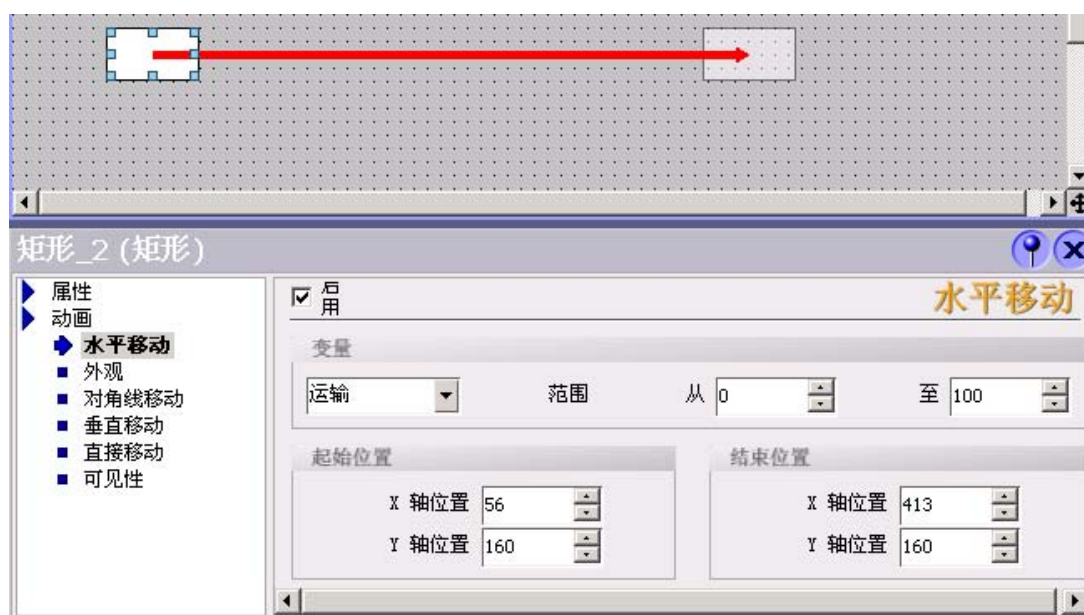 矩形_2 (矩形)
属性
动画
水平移动
外观
对角线移动
垂直移动
直接移动
可见性
启用
水平移动
变量
运输 范围 从 0 至 100
起始位置
X 轴位置 56
Y 轴位置 160
结束位置
X 轴位置 413
Y 轴位置 160